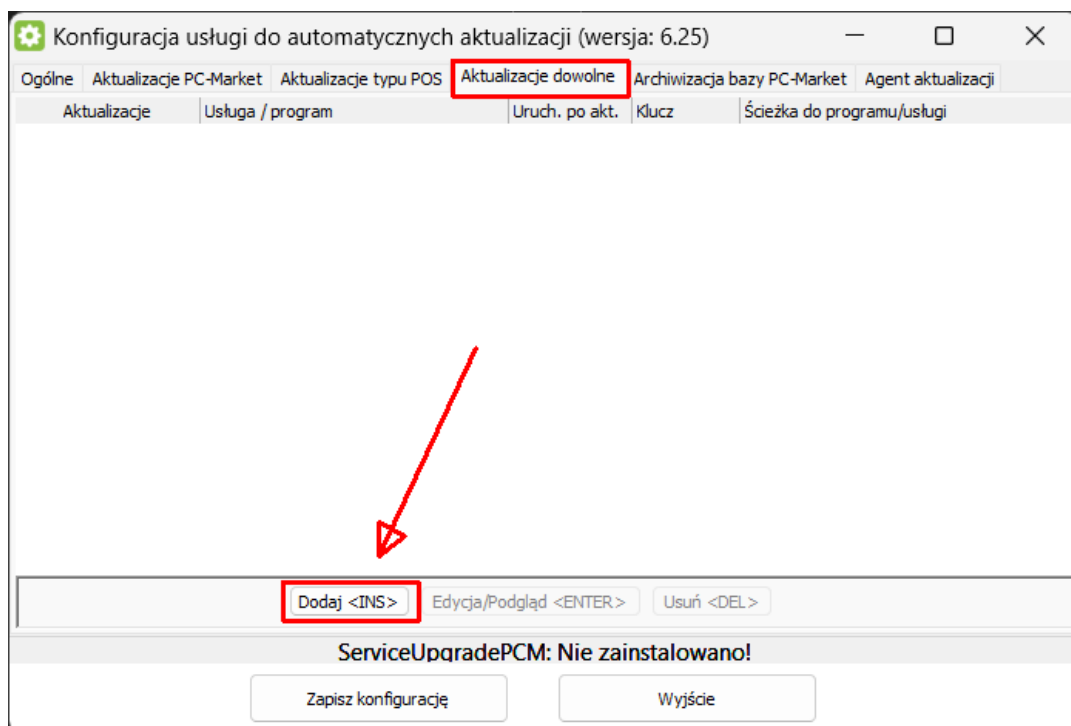 Konfiguracja usługi do automatycznych aktualizacji (wersja: 6.25)
Ogólne Aktualizacje PC-Market Aktualizacje typu POS Aktualizacje dowolne Archiwizacja bazy PC-Market Agent aktualizacji
Aktualizacje Usługa / program Uruch. po akt. Klucz Ścieżka do programu/usługi
Dodaj <INS> Edycja/Podgląd <ENTER> Usuń <DEL>
ServiceUpgradePCM: Nie zainstalowano!
Zapisz konfigurację Wyjście